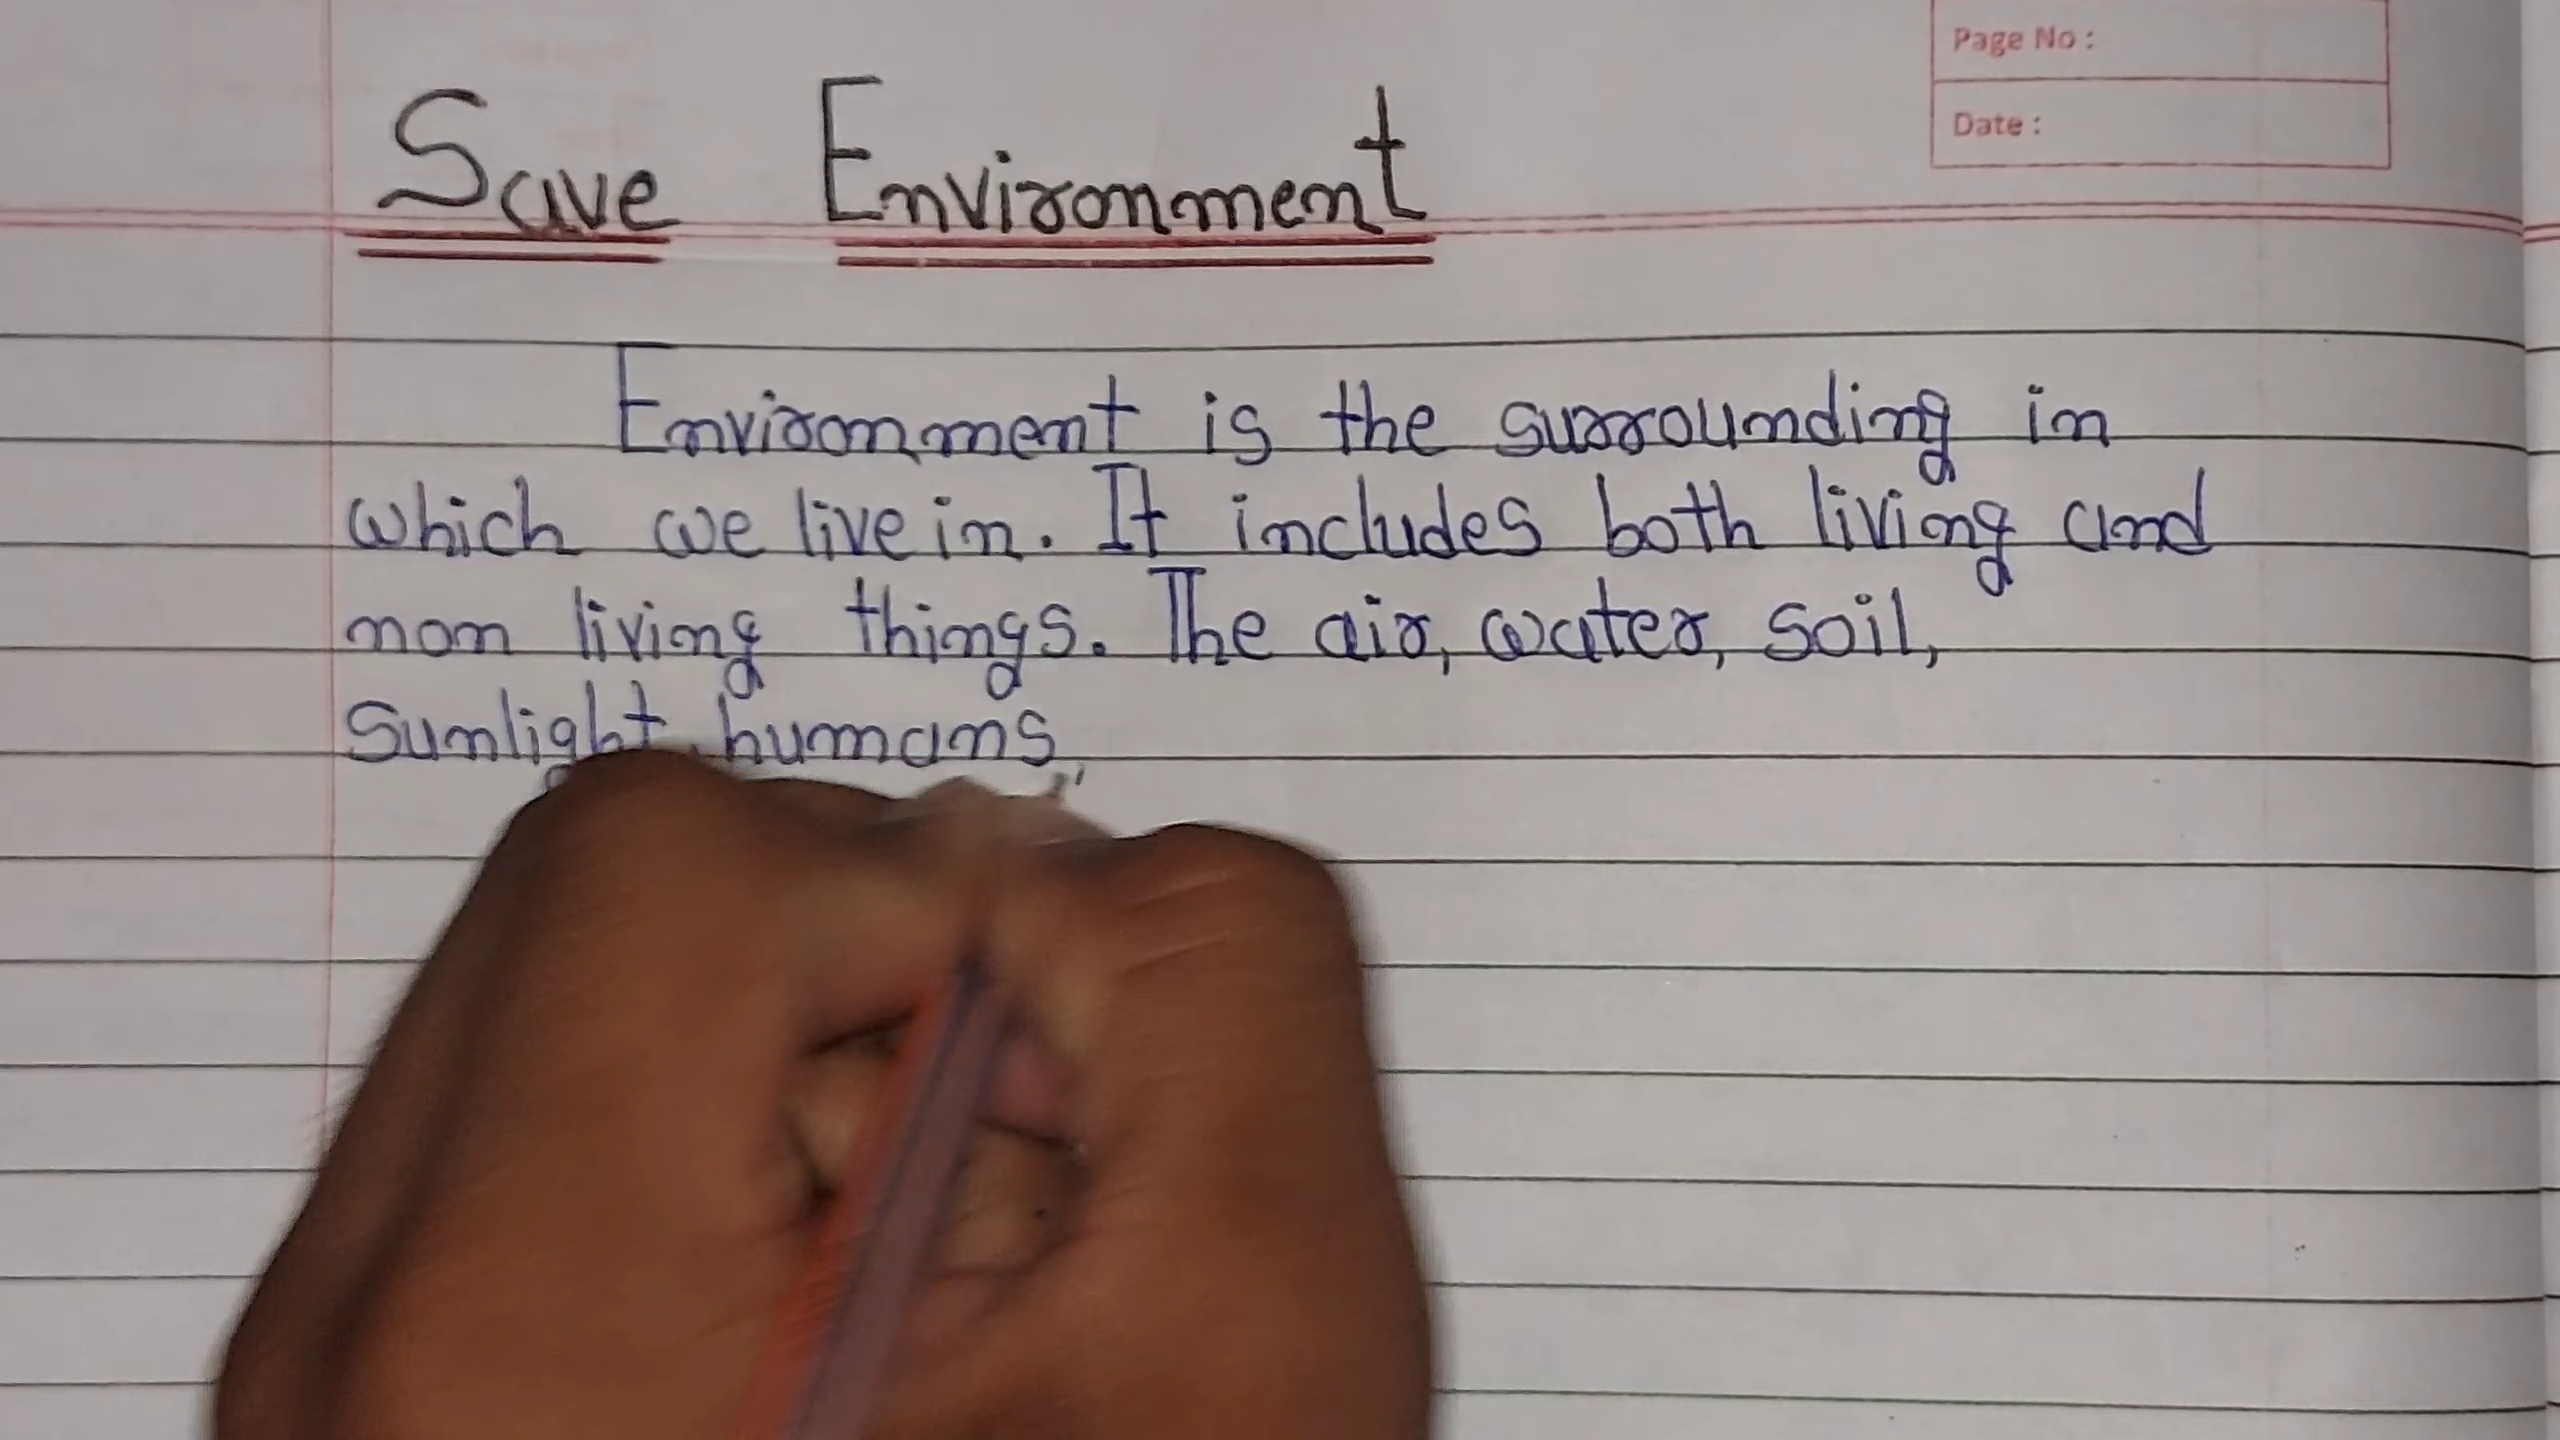 Page No :
Date :
Save Environment
Environment is the surrounding in
which we live in. It includes both living and
non living things. The air, water, soil,
Sunlight, humans,